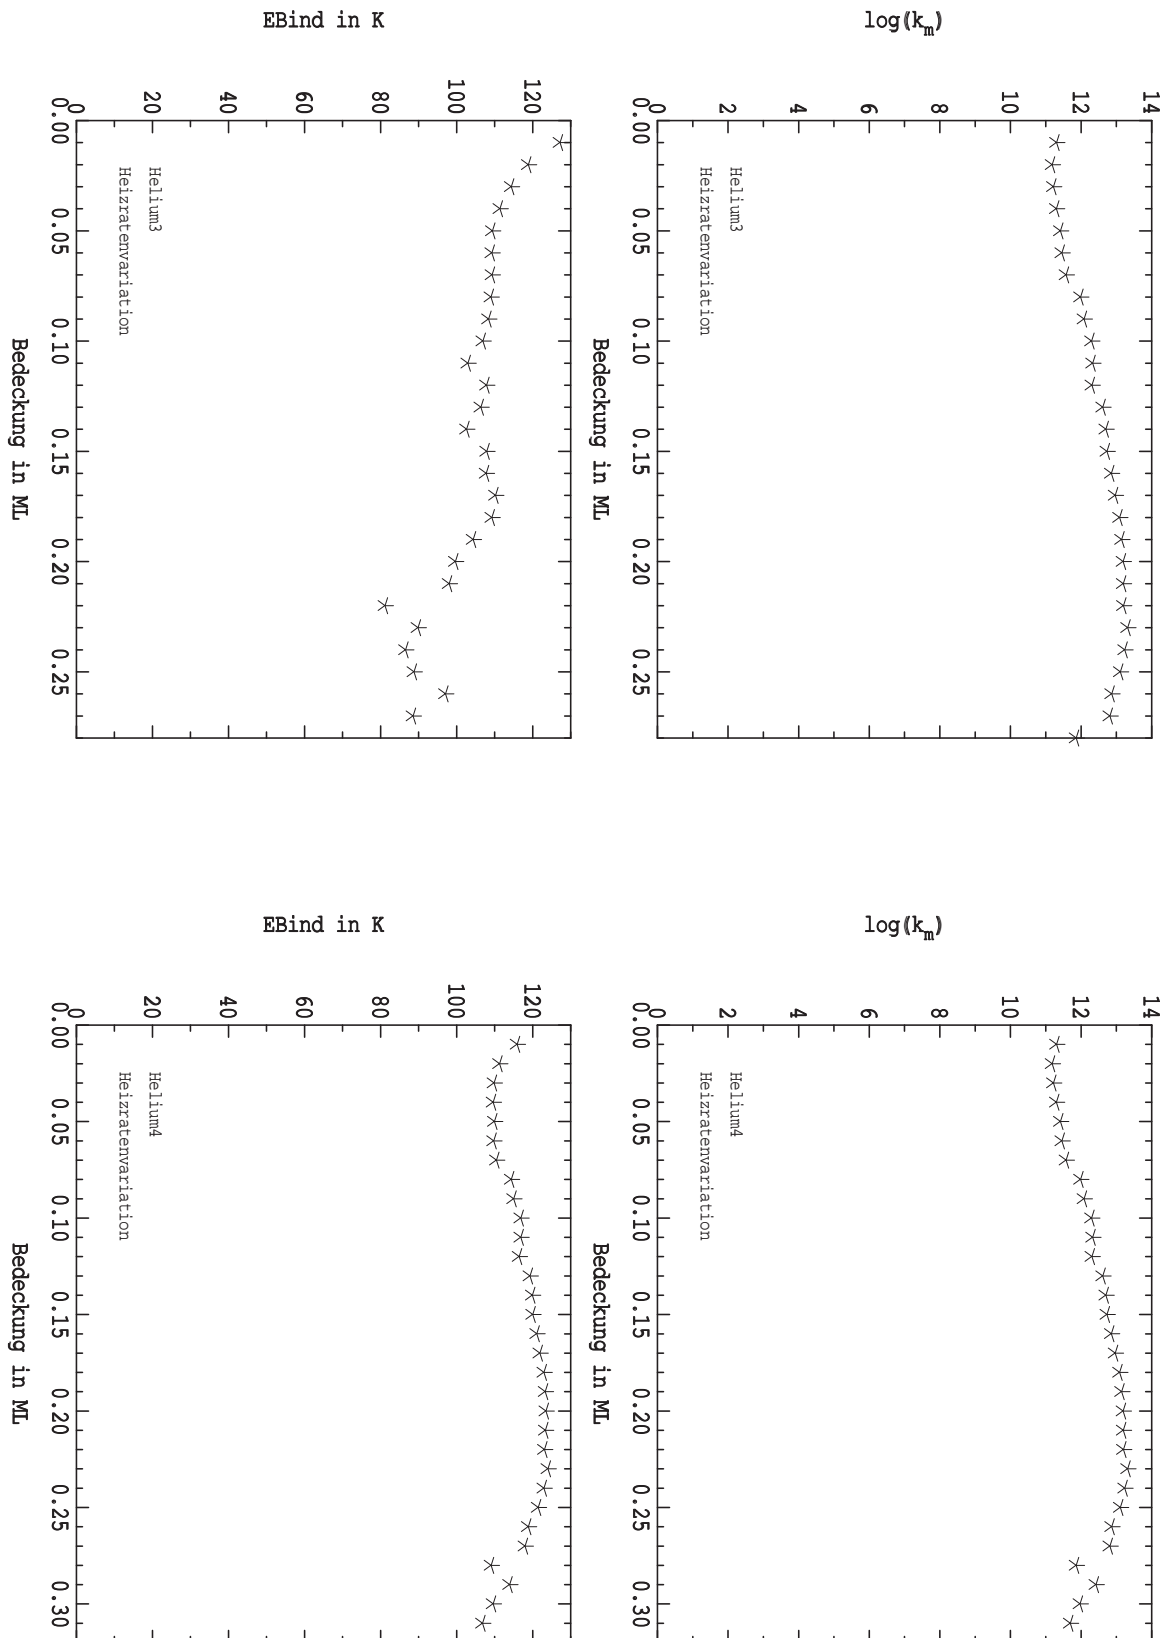 log(km)
14
12
10
8
6
4
2
0
Helium3
Heizratenvariation
0.00 0.05 0.10 0.15 0.20 0.25
Bedeckung in ML
log(km)
14
12
10
8
6
4
2
0
Helium4
Heizratenvariation
0.00 0.05 0.10 0.15 0.20 0.25 0.30
Bedeckung in ML
EBind in K
120
100
80
60
40
20
0
Helium3
Heizratenvariation
0.00 0.05 0.10 0.15 0.20 0.25
Bedeckung in ML
EBind in K
120
100
80
60
40
20
0
Helium4
Heizratenvariation
0.00 0.05 0.10 0.15 0.20 0.25 0.30
Bedeckung in ML